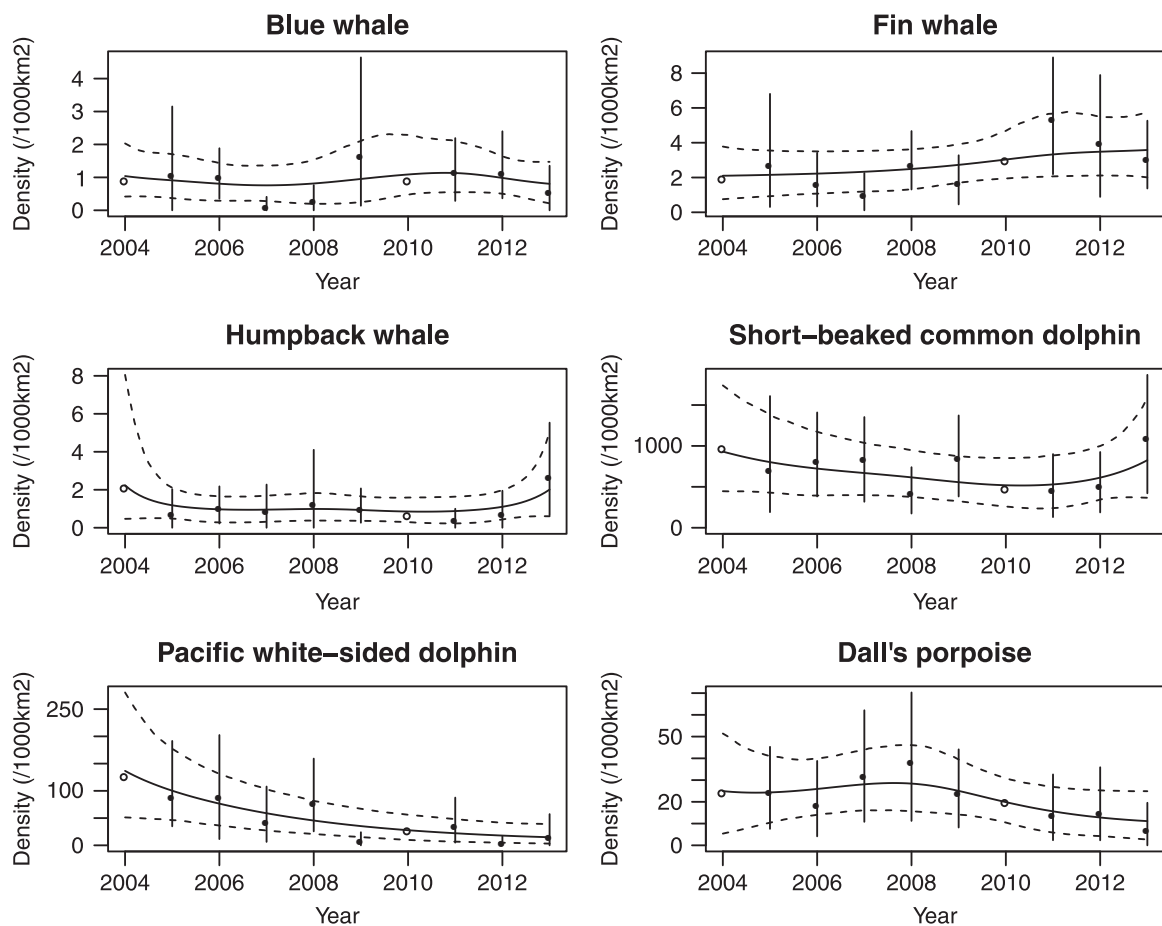 Blue whale
Density (/1000km2)
4
3
2
1
0
2004 2006 2008 2010 2012
Year
Fin whale
Density (/1000km2)
8
6
4
2
0
2004 2006 2008 2010 2012
Year
Humpback whale
Density (/1000km2)
8
6
4
2
0
2004 2006 2008 2010 2012
Year
Short−beaked common dolphin
Density (/1000km2)
1000
0
2004 2006 2008 2010 2012
Year
Pacific white−sided dolphin
Density (/1000km2)
250
100
0
2004 2006 2008 2010 2012
Year
Dall's porpoise
Density (/1000km2)
50
20
0
2004 2006 2008 2010 2012
Year